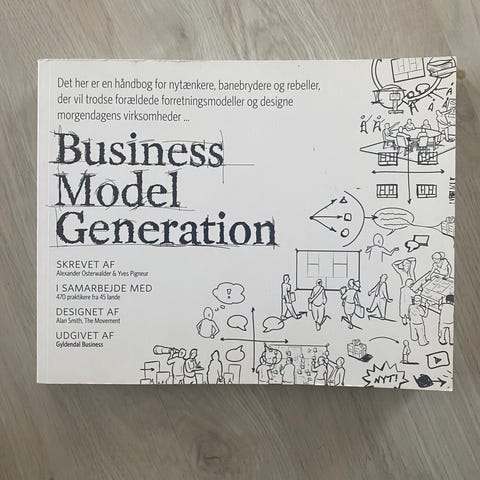 Det her er en håndbog for nytænkere, banebrydere og rebeller,
der vil trodse forældede forretningsmodeller og designe
morgendagens virksomheder ...
Business
Model
Generation
SKREVET AF
Alexander Osterwalder & Yves Pigneur
I SAMARBEJDE MED
470 praktikere fra 45 lande
DESIGNET AF
Alan Smith, The Movement
UDGIVET AF
Gyldendal Business
NYT!